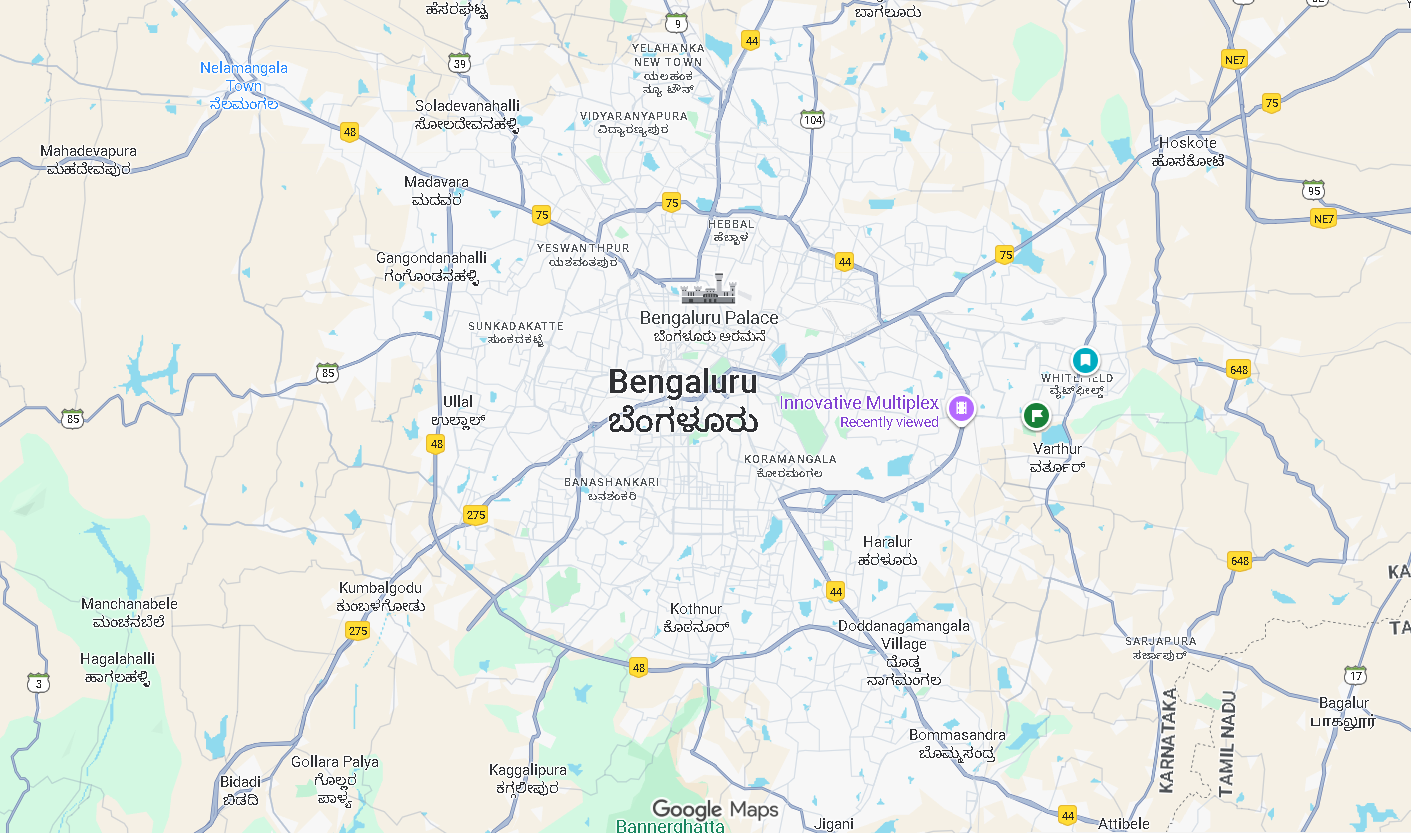 ಹೆಸರಘಟ್ಟ
9
44
ಬಾಗಲೂರು
YELAHANKA
NEW TOWN
ಯಲಹಂಕ
ನ್ಯೂ ಟೌನ್
39
NE7
Nelamangala
Town
ನೆಲಮಂಗಲ
75
Soladevanahalli
ಸೋಲದೇವನಹಳ್ಳಿ
VIDYARANYAPURA
ವಿದ್ಯಾರಣ್ಯಪುರ
104
48
Hoskote
ಹೊಸಕೋಟೆ
Mahadevapura
ಮಹದೇವಪುರ
Madavara
ಮದವರ
95
75
75
NE7
HEBBAL
ಹೆಬ್ಬಾಳ
YESWANTHPUR
ಯಶವಂತಪುರ
Gangondanahalli
ಗಂಗೊಂಡನಹಳ್ಳಿ
44
75
Bengaluru Palace
ಬೆಂಗಳೂರು ಅರಮನೆ
SUNKADAKATTE
ಸುಂಕದಕಟ್ಟೆ
85
648
WHITEFIELD
ವೈಟ್‌ಫೀಲ್ಡ್
Bengaluru
ಬೆಂಗಳೂರು
Innovative Multiplex
Recently viewed
Ullal
ಉಲ್ಲಾಳ್
85
48
Varthur
ವರ್ತೂರ್
KORAMANGALA
ಕೋರಮಂಗಲ
BANASHANKARI
ಬನಶಂಕರಿ
275
Haralur
ಹರಳೂರು
648
Kumbalgodu
ಕುಂಬಳಗೋಡು
44
Manchanabele
ಮಂಚನಬೆಲೆ
Kothnur
ಕೊಠನೂರ್
275
Doddanagamangala
Village
ದೊಡ್ಡ
ನಾಗಮಂಗಲ
SARJAPURA
ಸರ್ಜಾಪುರ್
Hagalahalli
ಹಾಗಲಹಳ್ಳಿ
48
3
17
KARNATAKA
TAMIL NADU
Bagalur
பாகலூர்
Bommasandra
ಬೊಮ್ಮಸಂದ್ರ
Gollara Palya
ಗೊಲ್ಲರ
ಪಾಳ್ಯ
Kaggalipura
ಕಗ್ಗಲೀಪುರ
Bidadi
ಬಿಡದಿ
Google Maps
44
Bannerghatta
Jigani
Attibele